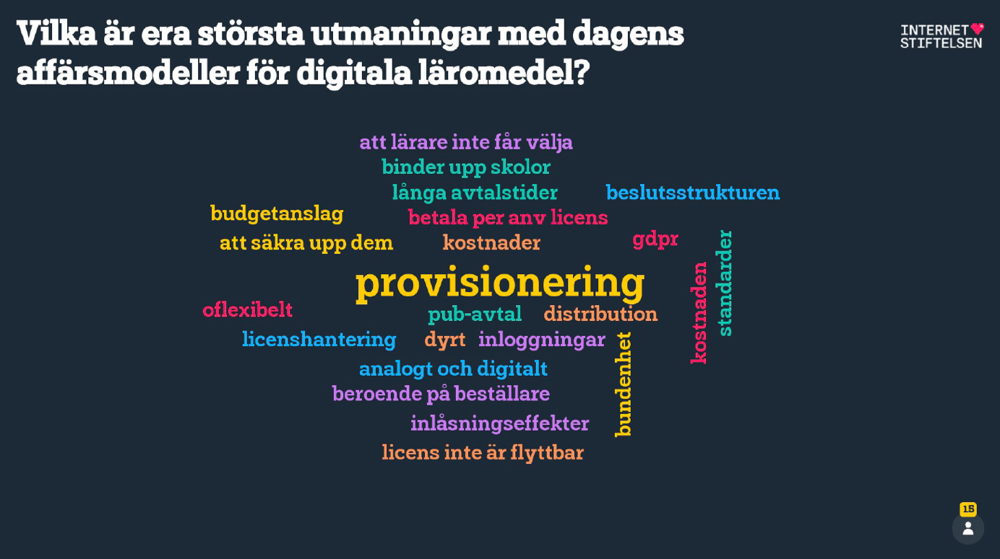 Vilka är era största utmaningar med dagens
affärsmodeller för digitala läromedel?
INTERNET
STIFTELSEN
att lärare inte får välja
binder upp skolor
långa avtalstider
beslutsstrukturen
budgetanslag
betala per anv licens
att säkra upp dem
kostnader
gdpr
standarder
provisionering
kostnaden
oflexibelt
pub-avtal
distribution
licenshantering
dyrt
inloggningar
bundenhet
analogt och digitalt
beroende på beställare
inlåsningseffekter
licens inte är flyttbar
15